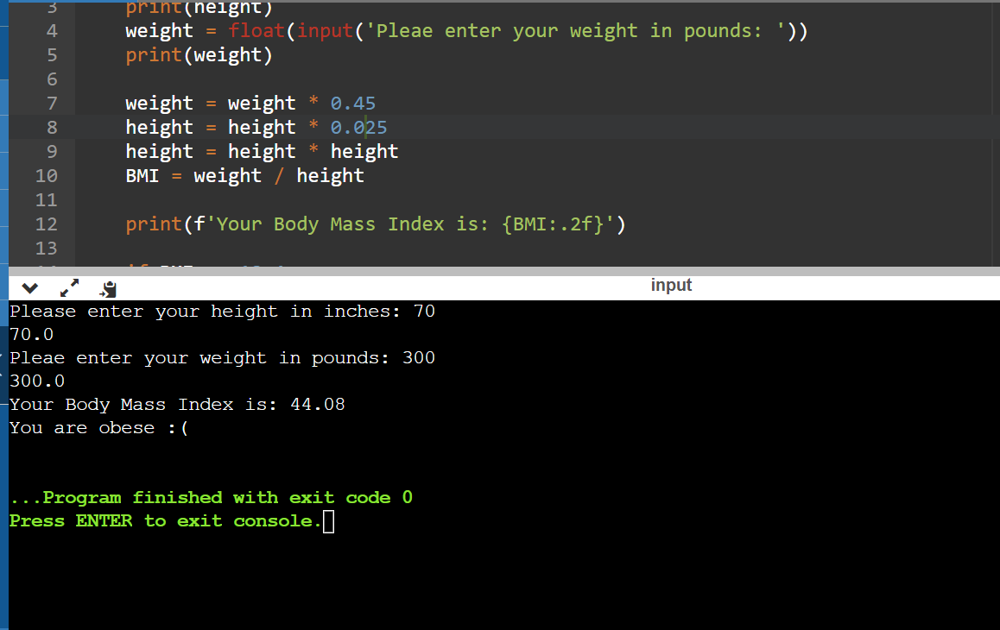 3 print(height)
4 weight = float(input('Pleae enter your weight in pounds: '))
5 print(weight)
6
7 weight = weight * 0.45
8 height = height * 0.025
9 height = height * height
10 BMI = weight / height
11
12 print(f'Your Body Mass Index is: {BMI:.2f}')
13
input
Please enter your height in inches: 70
70.0
Pleae enter your weight in pounds: 300
300.0
Your Body Mass Index is: 44.08
You are obese :(
...Program finished with exit code 0
Press ENTER to exit console.